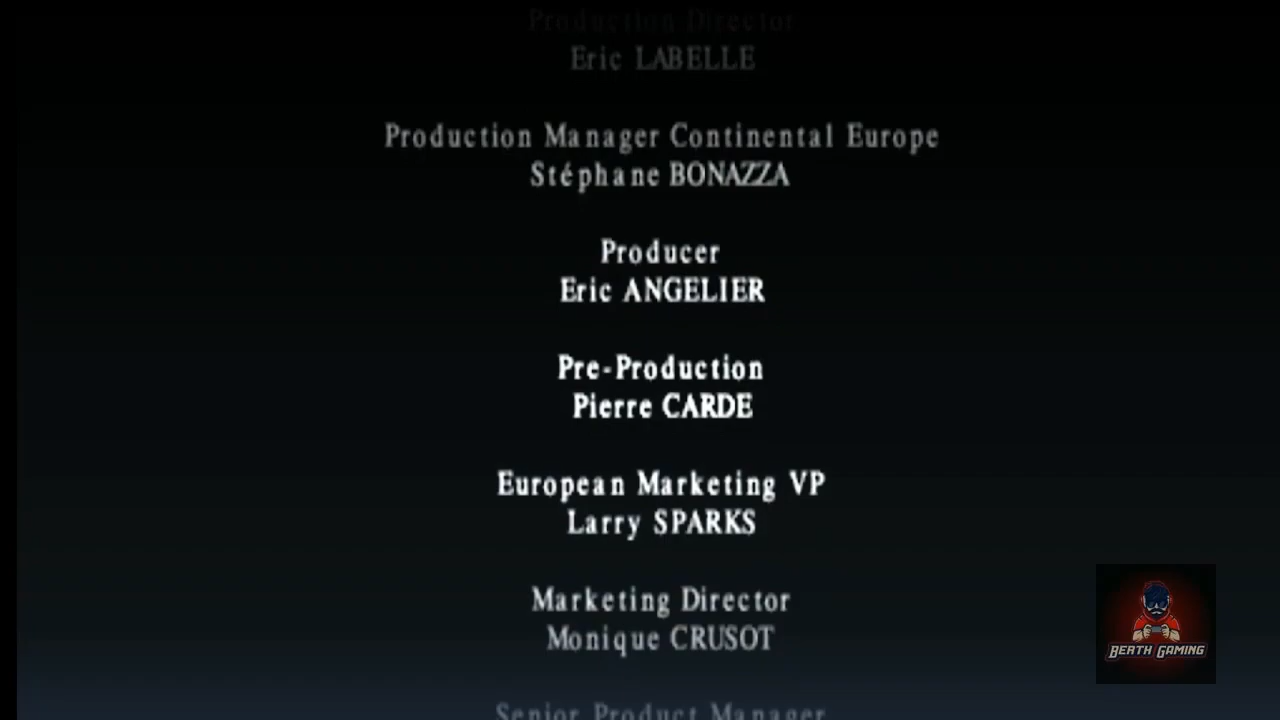 Production Director
Eric LABELLE
Production Manager Continental Europe
Stéphane BONAZZA
Producer
Eric ANGELIER
Pre-Production
Pierre CARDE
European Marketing VP
Larry SPARKS
Marketing Director
Monique CRUSOT
Senior Product Manager
BERTH GAMING